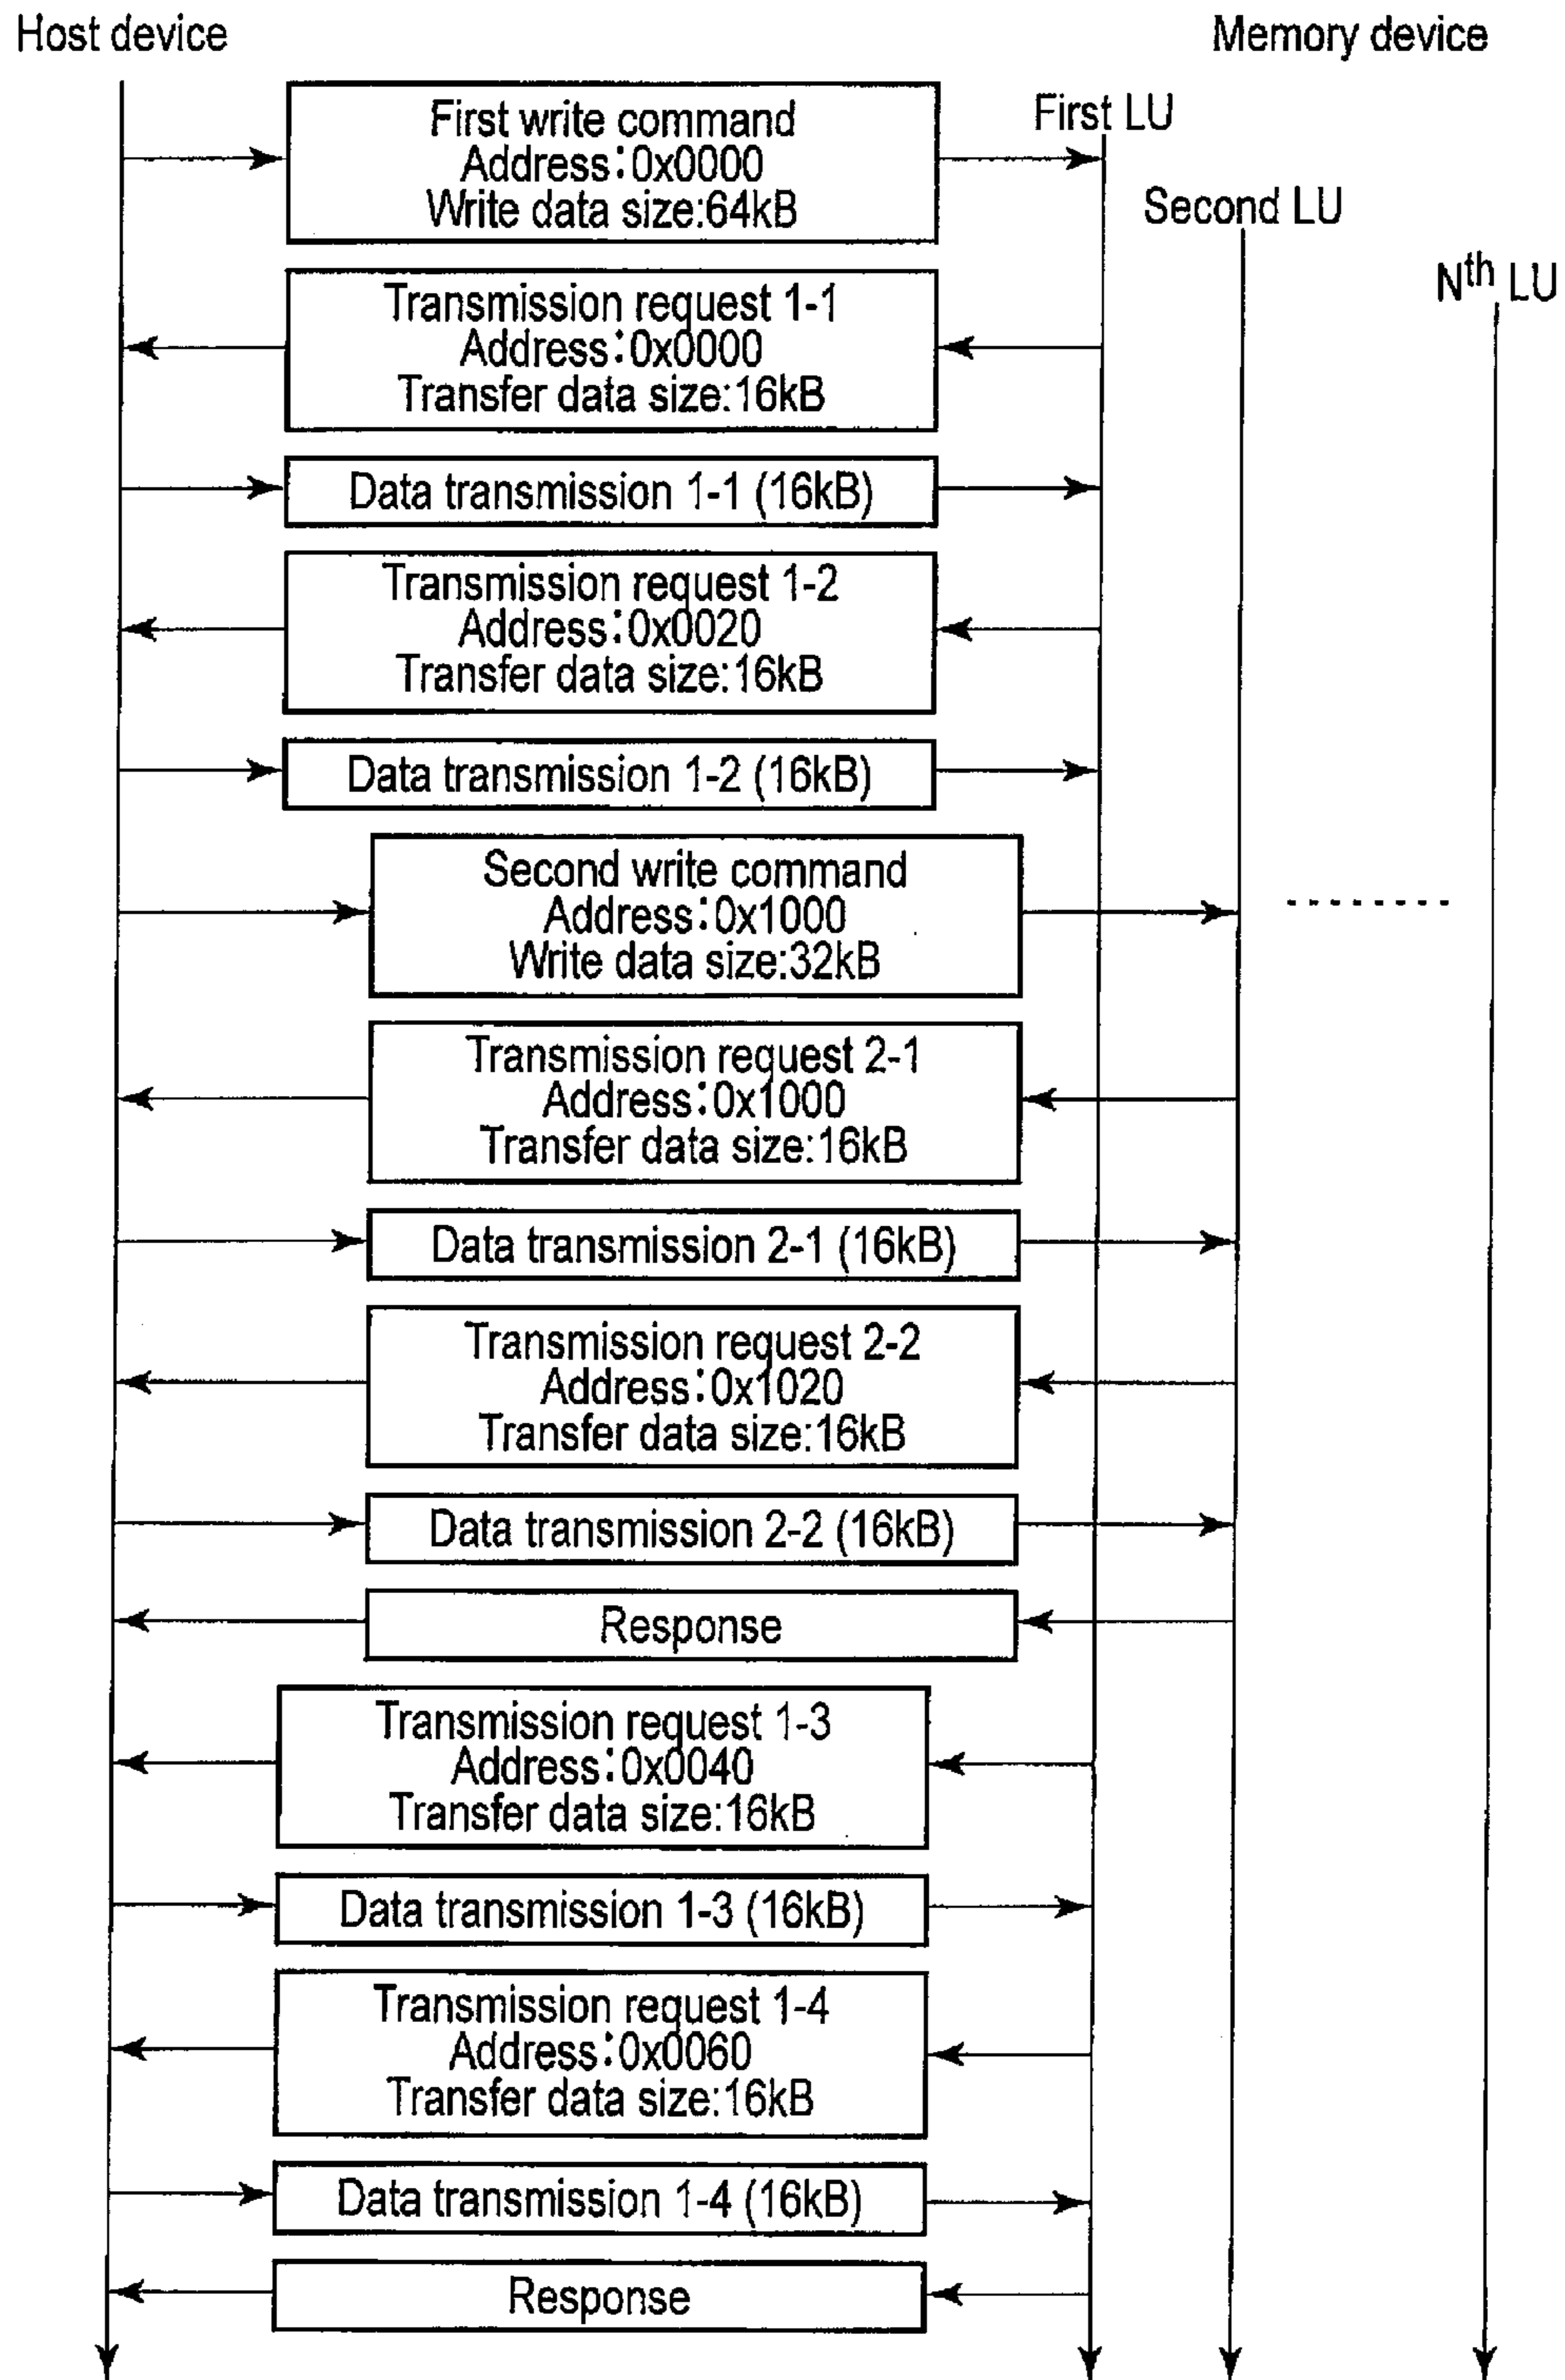 Host device
Memory device
First LU
Second LU
Nth LU
First write command
Address:0x0000
Write data size:64kB
Transmission request 1-1
Address:0x0000
Transfer data size:16kB
Data transmission 1-1 (16kB)
Transmission request 1-2
Address:0x0020
Transfer data size:16kB
Data transmission 1-2 (16kB)
Second write command
Address:0x1000
Write data size:32kB
Transmission request 2-1
Address:0x1000
Transfer data size:16kB
Data transmission 2-1 (16kB)
Transmission request 2-2
Address:0x1020
Transfer data size:16kB
Data transmission 2-2 (16kB)
Response
Transmission request 1-3
Address:0x0040
Transfer data size:16kB
Data transmission 1-3 (16kB)
Transmission request 1-4
Address:0x0060
Transfer data size:16kB
Data transmission 1-4 (16kB)
Response